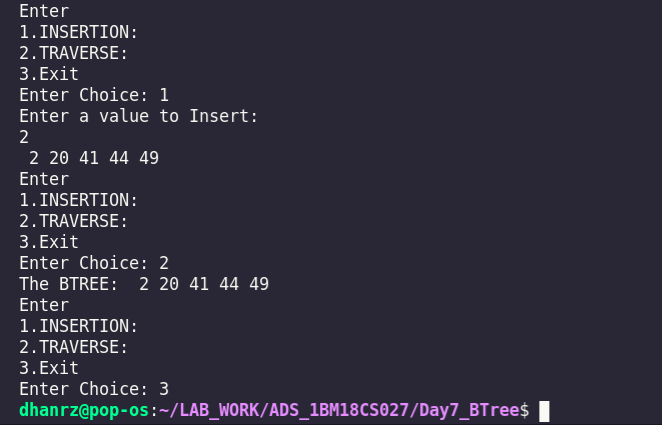 Enter
1.INSERTION:
2.TRAVERSE:
3.Exit
Enter Choice: 1
Enter a value to Insert:
2
 2 20 41 44 49
Enter
1.INSERTION:
2.TRAVERSE:
3.Exit
Enter Choice: 2
The BTREE:  2 20 41 44 49
Enter
1.INSERTION:
2.TRAVERSE:
3.Exit
Enter Choice: 3
dhanrz@pop-os:~/LAB_WORK/ADS_1BM18CS027/Day7_BTree$